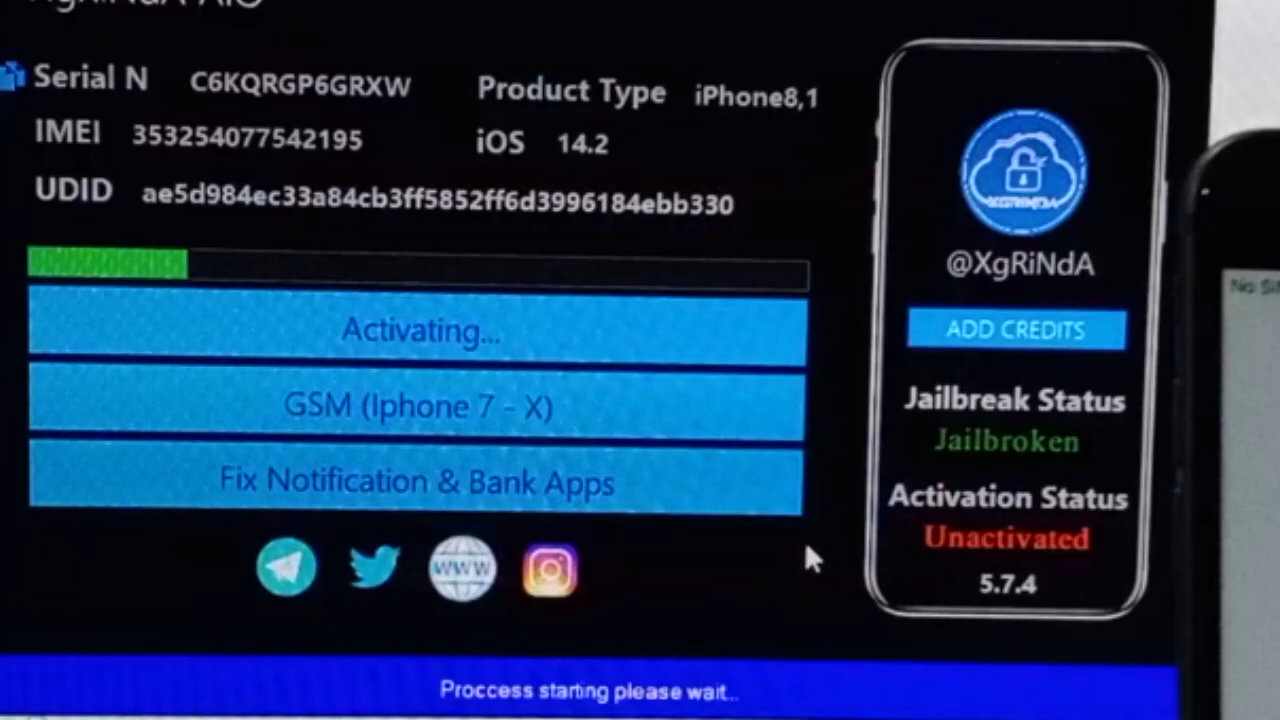 Serial N C6KQRGP6GRXW Product Type iPhone8,1
IMEI 353254077542195 iOS 14.2
UDID ae5d984ec33a84cb3ff5852ff6d3996184ebb330
Activating...
GSM (Iphone 7 - X)
Fix Notification & Bank Apps
WWW
@XgRiNdA
ADD CREDITS
Jailbreak Status
Jailbroken
Activation Status
Unactivated
5.7.4
Proccess starting please wait...